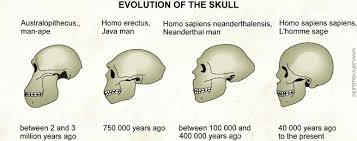 EVOLUTION OF THE SKULL
Australopithecus,,
man-ape
Homo erectus,
Java man
Homo sapiens neanderthalensis,
Neanderthal man
Homo sapiens sapiens,
L'homme sage
between 2 and 3
million years ago
750 000 years ago
between 100 000 and
400 000 years ago
40 000 years ago
to the present